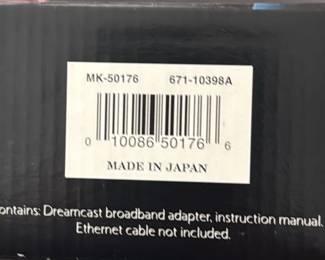 MK-50176 671-10398A
0 10086 50176 6
MADE IN JAPAN
ontains: Dreamcast broadband adapter, instruction manual.
Ethernet cable not included.